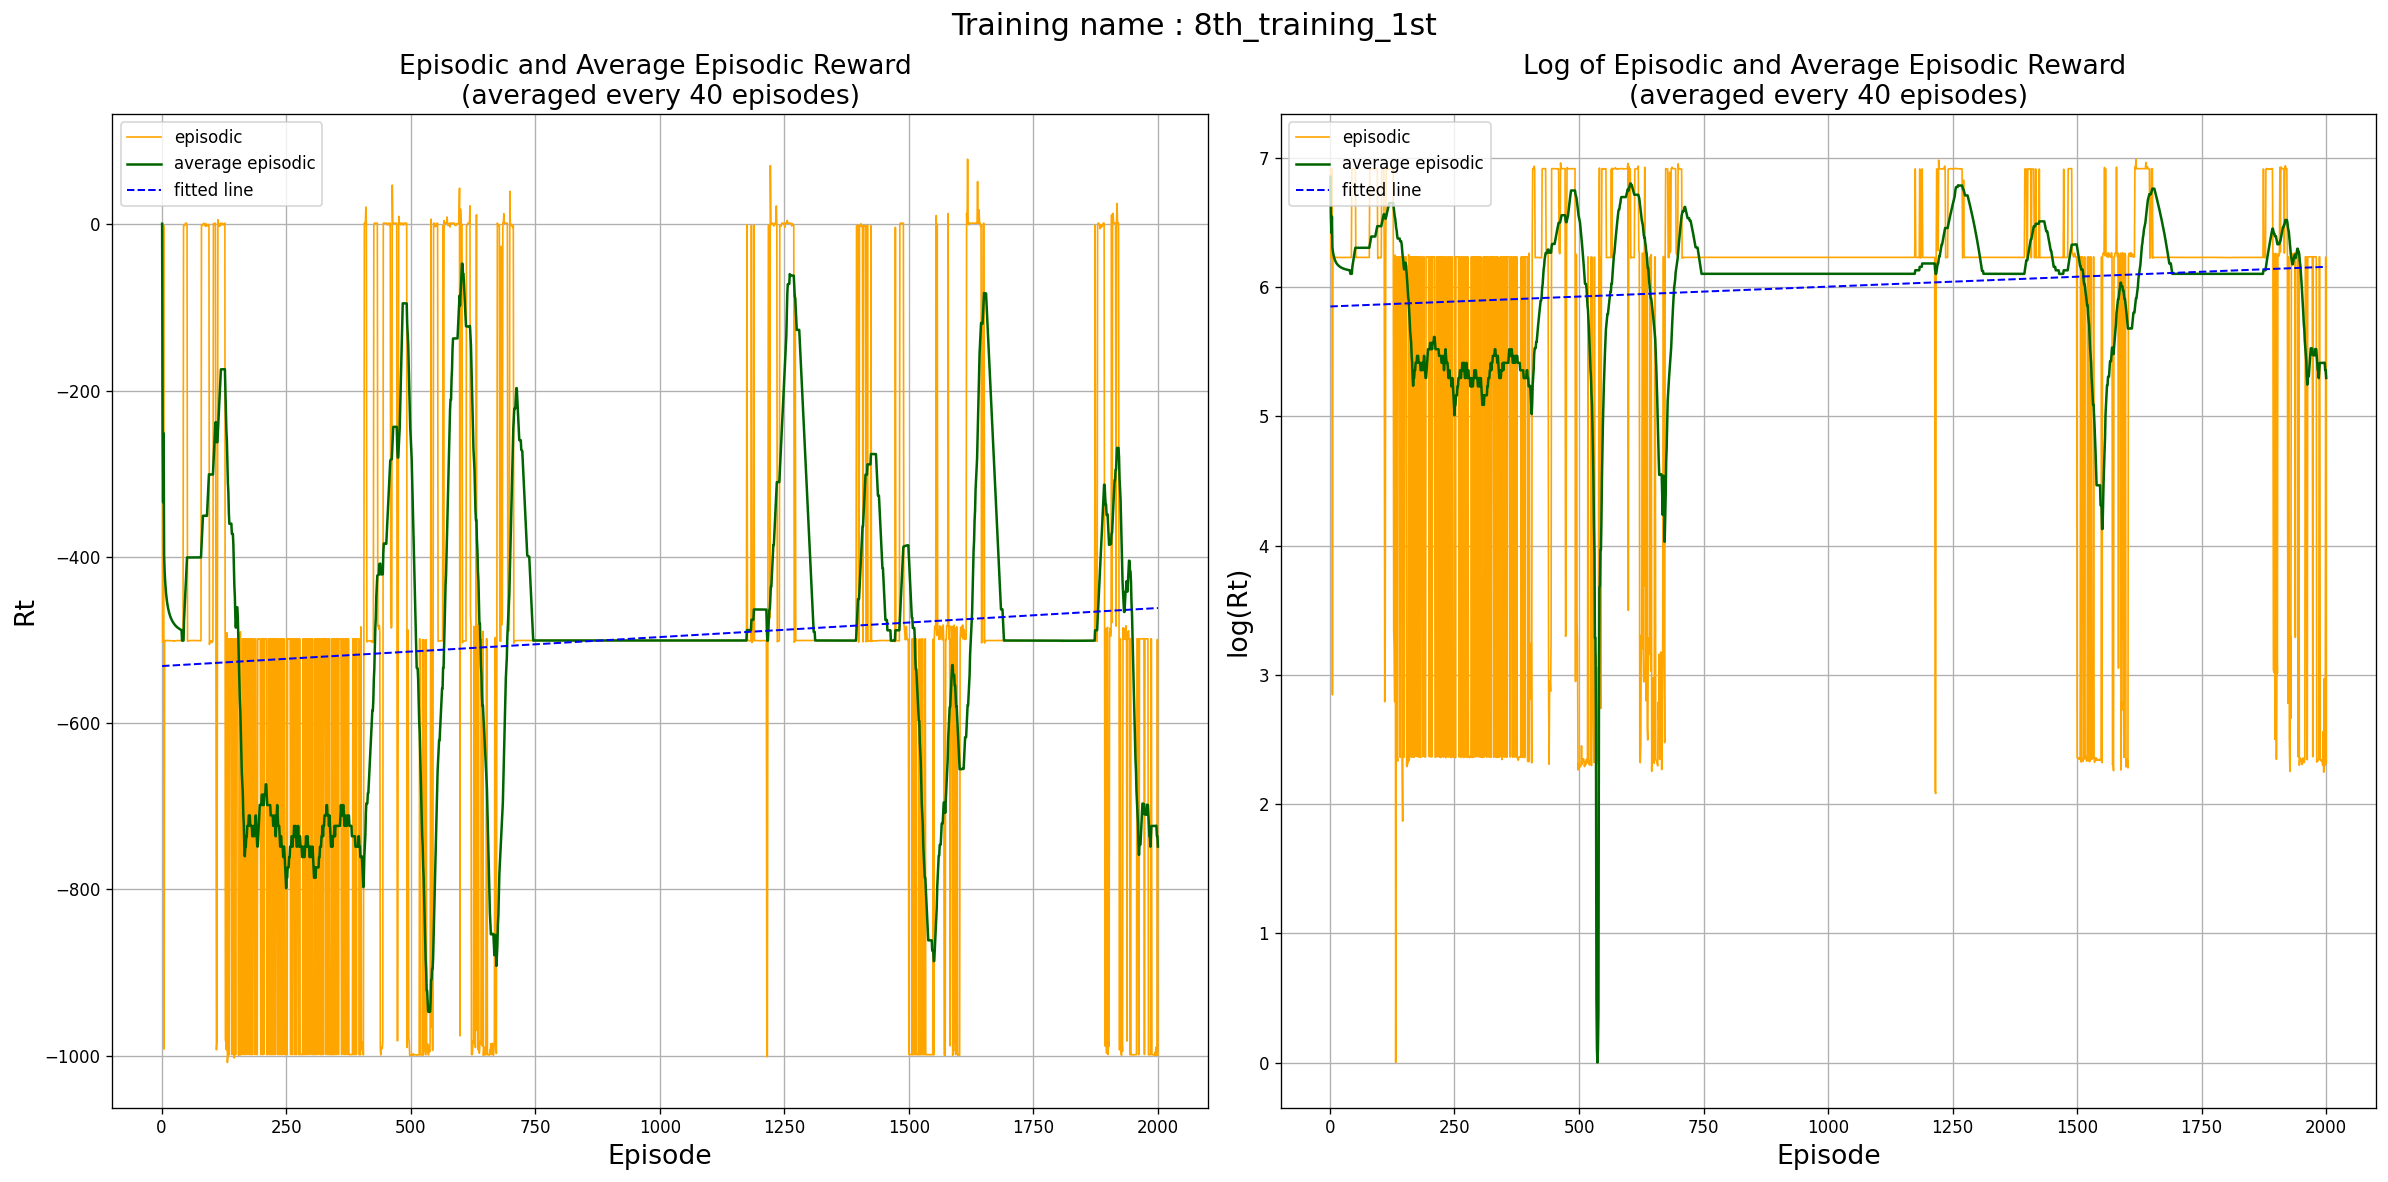 Training name : 8th_training_1st
Episodic and Average Episodic Reward
(averaged every 40 episodes)
episodic
average episodic
fitted line
0
−200
−400
−600
−800
−1000
Rt
0
250
500
750
1000
1250
1500
1750
2000
Episode
Log of Episodic and Average Episodic Reward
(averaged every 40 episodes)
episodic
average episodic
fitted line
7
6
5
4
3
2
1
0
log(Rt)
0
250
500
750
1000
1250
1500
1750
2000
Episode